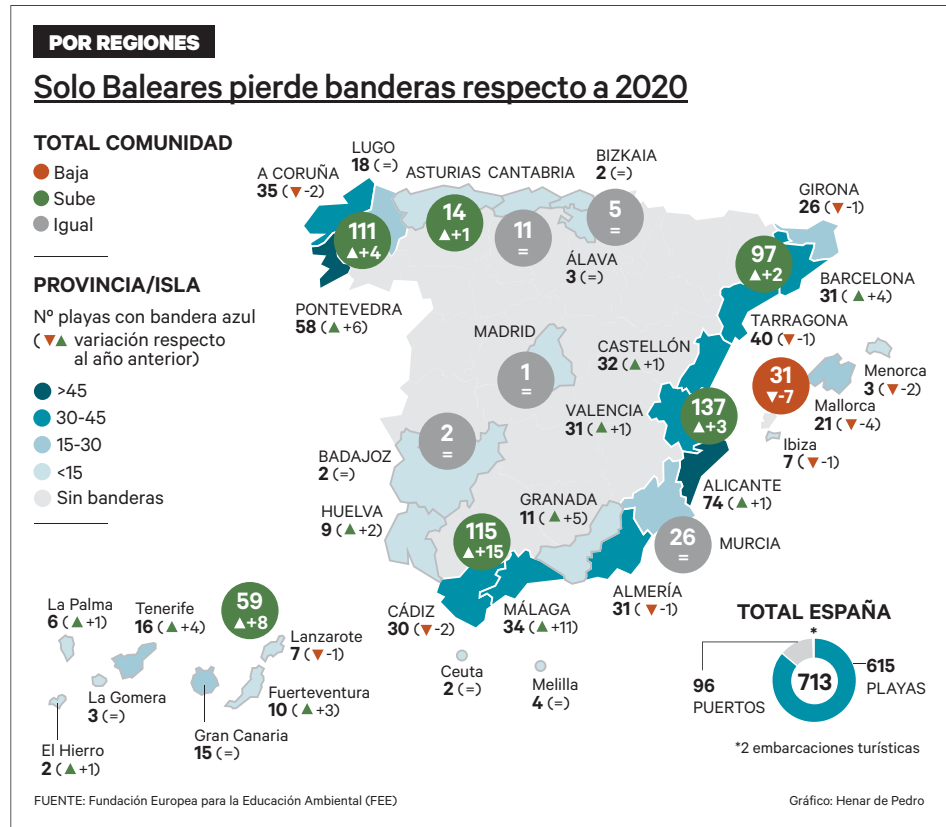 POR REGIONES
Solo Baleares pierde banderas respecto a 2020
TOTAL COMUNIDAD
Baja
Sube
Igual
PROVINCIA/ISLA
Nº playas con bandera azul
(▼▲ variación respecto
al año anterior)
>45
30-45
15-30
<15
Sin banderas
LUGO
18 (=)
A CORUÑA
35 (▼-2)
111
▲+4
PONTEVEDRA
58 (▲+6)
ASTURIAS
14
▲+1
CANTABRIA
11
=
BIZKAIA
2 (=)
5
=
ÁLAVA
3 (=)
GIRONA
26 (▼-1)
97
▲+2
BARCELONA
31 (▲+4)
TARRAGONA
40 (▼-1)
MADRID
1
=
CASTELLÓN
32 (▲+1)
VALENCIA
31 (▲+1)
137
▲+3
ALICANTE
74 (▲+1)
31
▼-7
Menorca
3 (▼-2)
Mallorca
21 (▼-4)
Ibiza
7 (▼-1)
2
=
BADAJOZ
2 (=)
HUELVA
9 (▲+2)
115
▲+15
GRANADA
11 (▲+5)
26
=
MURCIA
CÁDIZ
30 (▼-2)
MÁLAGA
34 (▲+11)
ALMERÍA
31 (▼-1)
Ceuta
2 (=)
Melilla
4 (=)
59
▲+8
La Palma
6 (▲+1)
Tenerife
16 (▲+4)
Lanzarote
7 (▼-1)
La Gomera
3 (=)
Fuerteventura
10 (▲+3)
El Hierro
2 (▲+1)
Gran Canaria
15 (=)
TOTAL ESPAÑA
*
713
615
PLAYAS
96
PUERTOS
*2 embarcaciones turísticas
FUENTE: Fundación Europea para la Educación Ambiental (FEE)
Gráfico: Henar de Pedro